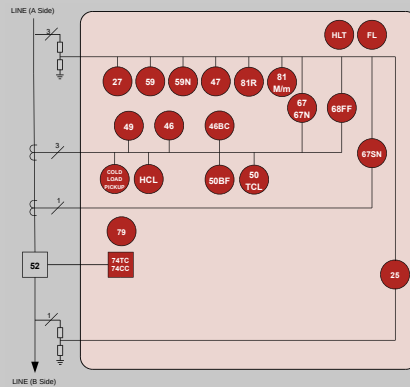 LINE (A Side)
3
HLT
FL
27
59
59N
47
81R
81
M/m
67
67N
68FF
49
46
46BC
3
67SN
COLD
LOAD
PICKUP
HCL
50BF
50
TCL
1
79
52
74TC
74CC
25
1
LINE (B Side)